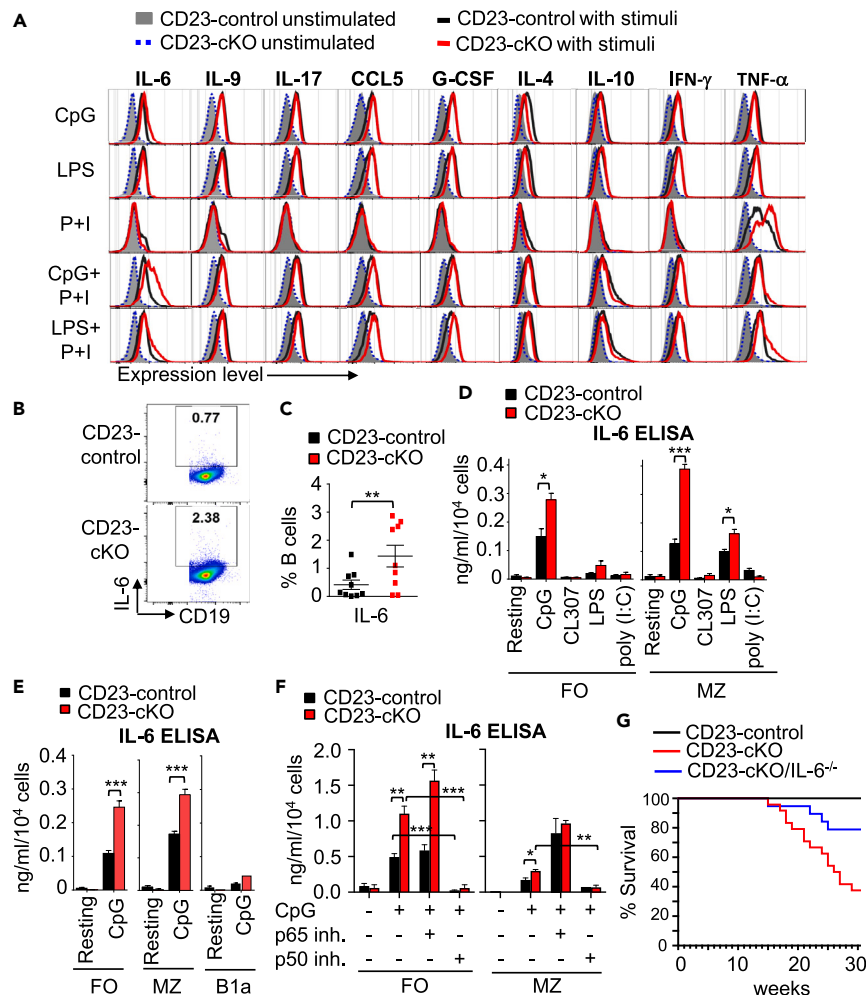 A
CD23-control unstimulated
CD23-control with stimuli
CD23-cKO unstimulated
CD23-cKO with stimuli
IL-6 IL-9 IL-17 CCL5 G-CSF IL-4 IL-10 IFN-γ TNF-α
CpG
LPS
P+I
CpG+
P+I
LPS+
P+I
Expression level
B
CD23-
control
0.77
CD23-
cKO
2.38
IL-6
CD19
C
CD23-control
CD23-cKO
**
% B cells
4
3
2
1
0
IL-6
D
CD23-control
CD23-cKO
IL-6 ELISA
ng/ml/10⁴ cells
0.4
0.3
0.2
0.1
0
* *** *
Resting CpG CL307 LPS poly (I:C) Resting CpG CL307 LPS poly (I:C)
FO MZ
E
CD23-control
CD23-cKO
IL-6 ELISA
ng/ml/10⁴ cells
0.3
0.2
0.1
0
*** ***
Resting CpG Resting CpG Resting CpG
FO MZ B1a
F
CD23-control
CD23-cKO
IL-6 ELISA
ng/ml/10⁴ cells
2.0
1.5
1.0
0.5
0.0
** ** *** *** * **
CpG - + + + - + + +
p65 inh. - - + - - - + -
p50 inh. - - - + - - - +
FO MZ
G
CD23-control
CD23-cKO
CD23-cKO/IL-6⁻/⁻
% Survival
100
80
60
40
20
0
0 10 20 30
weeks